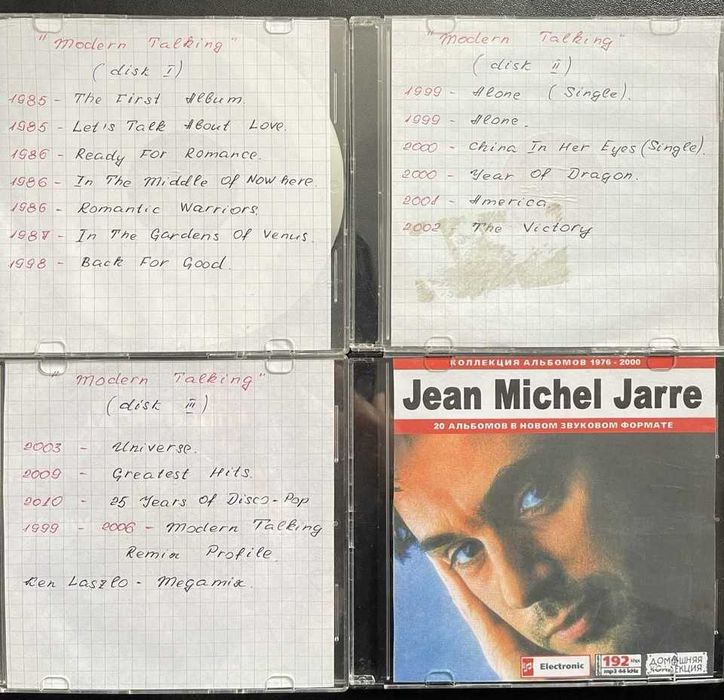 "Modern Talking"
(disk I)
1985 - The First Album.
1985 - Let's Talk About Love.
1986 - Ready For Romance.
1986 - In The Middle Of Nowhere.
1986 - Romantic Warriors.
1987 - In The Gardens Of Venus
1998 - Back For Good.
"Modern Talking"
(disk II)
1999 - Alone (Single).
1999 - Alone.
2000 - China In Her Eyes (Single).
2000 - Year Of Dragon.
2001 - America
2002 - The Victory
"Modern Talking"
(disk III)
2003 - Universe.
2009 - Greatest Hits.
2010 - 25 Years Of Disco-Pop
1999 - 2006 - Modern Talking
Remix Profile
Ken Laszlo - Megamix.
КОЛЛЕКЦИЯ АЛЬБОМОВ 1976 - 2000
Jean Michel Jarre
20 АЛЬБОМОВ В НОВОМ ЗВУКОВОМ ФОРМАТЕ
Electronic
192 kbps
mp3 44 kHz
ДОМАШНЯЯ
КОЛЛЕКЦИЯ